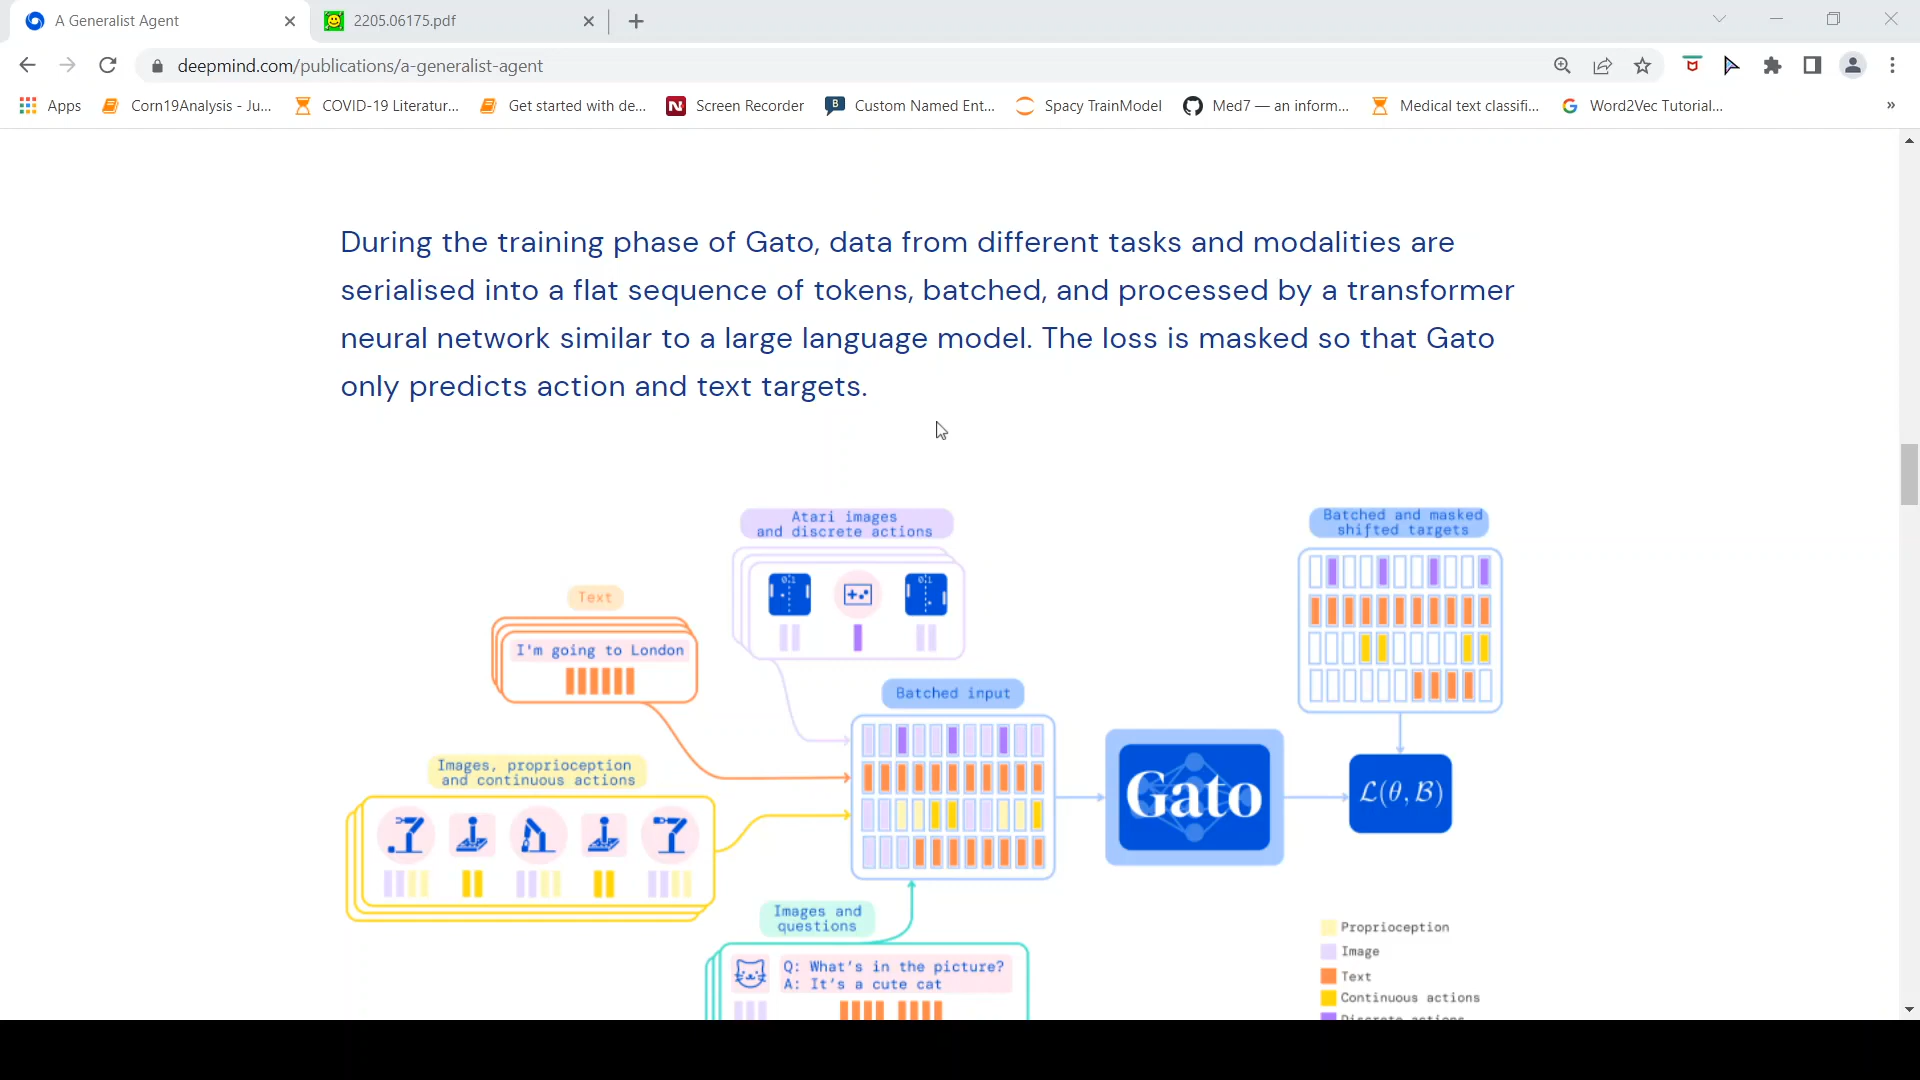 A Generalist Agent
2205.06175.pdf
deepmind.com/publications/a-generalist-agent
Apps
Corn19Analysis - Ju...
COVID-19 Literatur...
Get started with de...
N
Screen Recorder
B
Custom Named Ent...
Spacy TrainModel
Med7 — an inform...
Medical text classifi...
G
Word2Vec Tutorial...
»
During the training phase of Gato, data from different tasks and modalities are
serialised into a flat sequence of tokens, batched, and processed by a transformer
neural network similar to a large language model. The loss is masked so that Gato
only predicts action and text targets.
Atari images
and discrete actions
0:1
0:1
Batched and masked
shifted targets
Text
I'm going to London
Batched input
Images, proprioception
and continuous actions
Gato
L(θ, B)
Images and
questions
Q: What's in the picture?
A: It's a cute cat
Proprioception
Image
Text
Continuous actions
Discrete actions